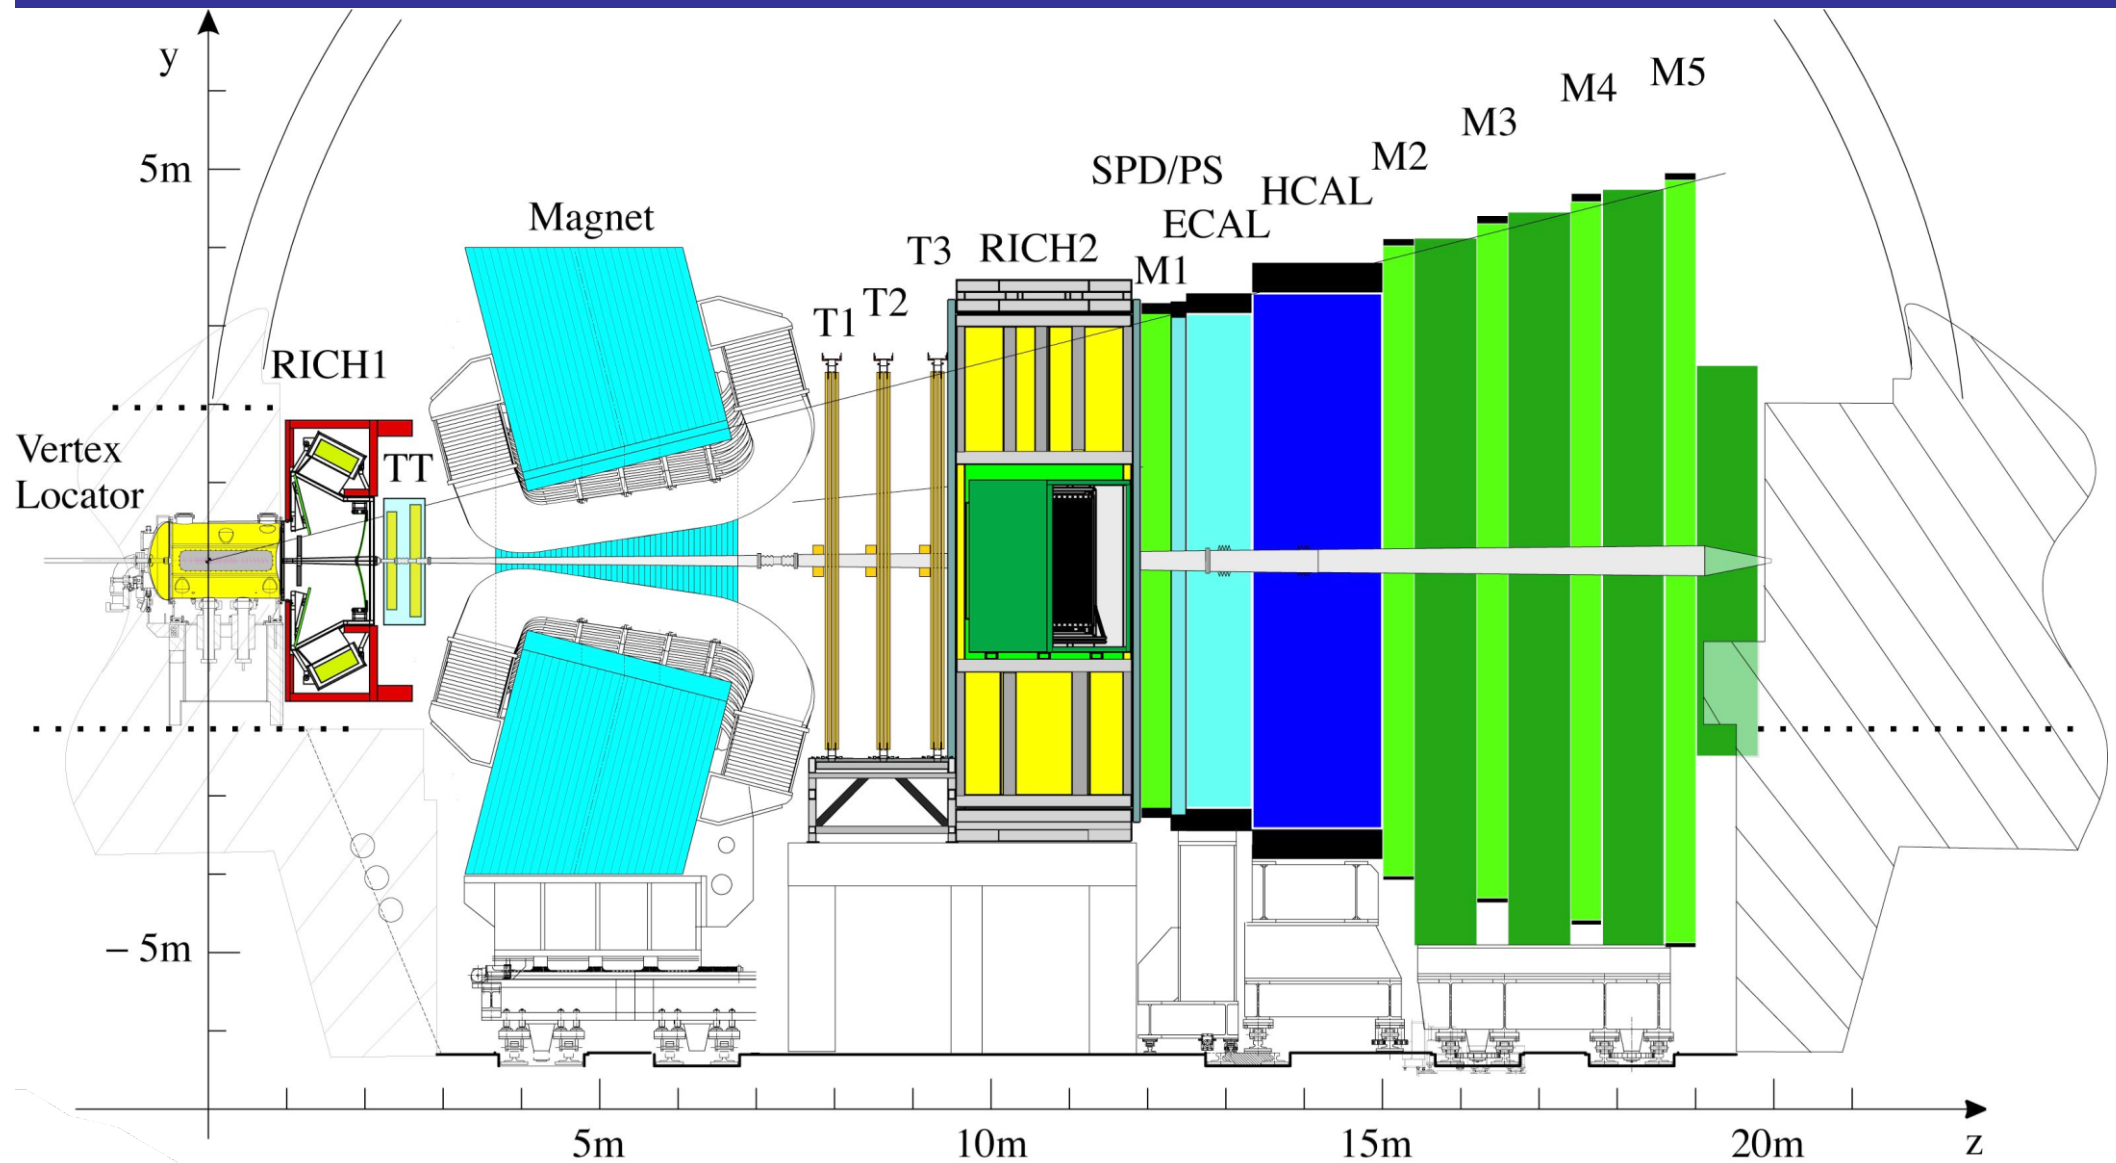 y
5m
Magnet
RICH1
Vertex
Locator
TT
T1
T2
T3
RICH2
M1
SPD/PS
ECAL
HCAL
M2
M3
M4
M5
– 5m
5m
10m
15m
20m
z